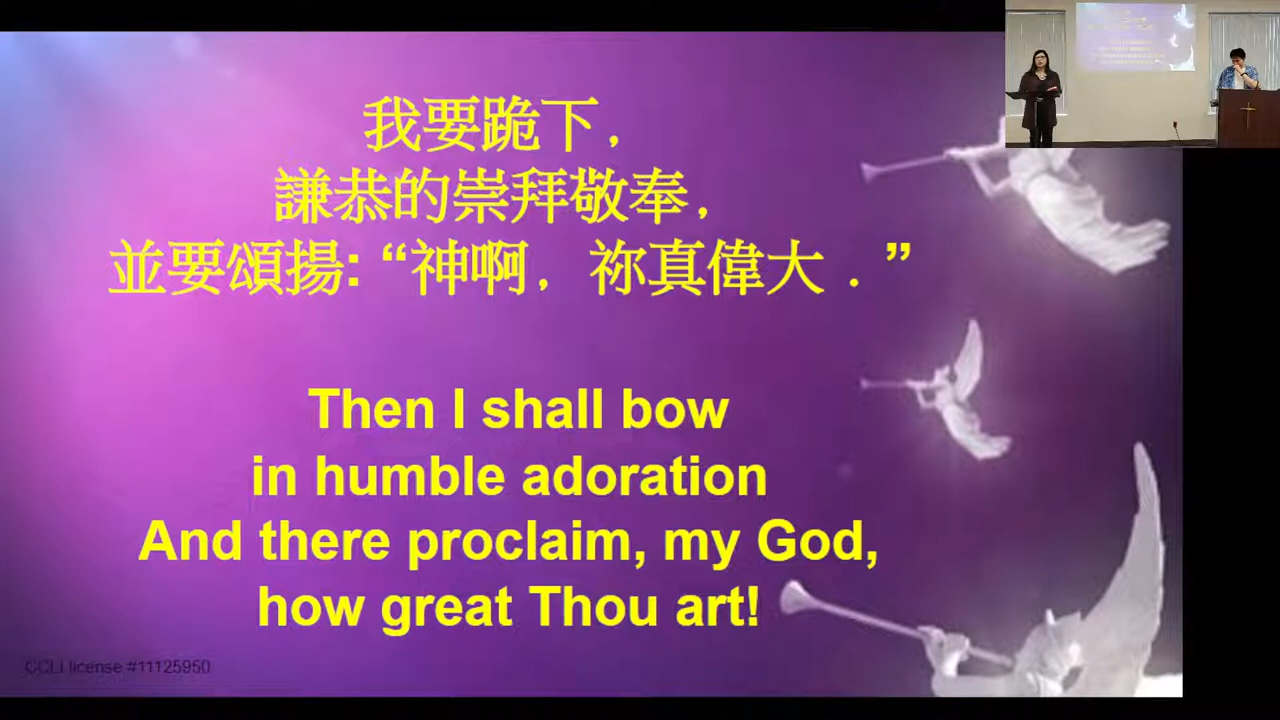 我要跪下，
謙恭的崇拜敬奉，
並要頌揚: “神啊，祢真偉大．”
Then I shall bow
in humble adoration
And there proclaim, my God,
how great Thou art!
CCLI license #11125950